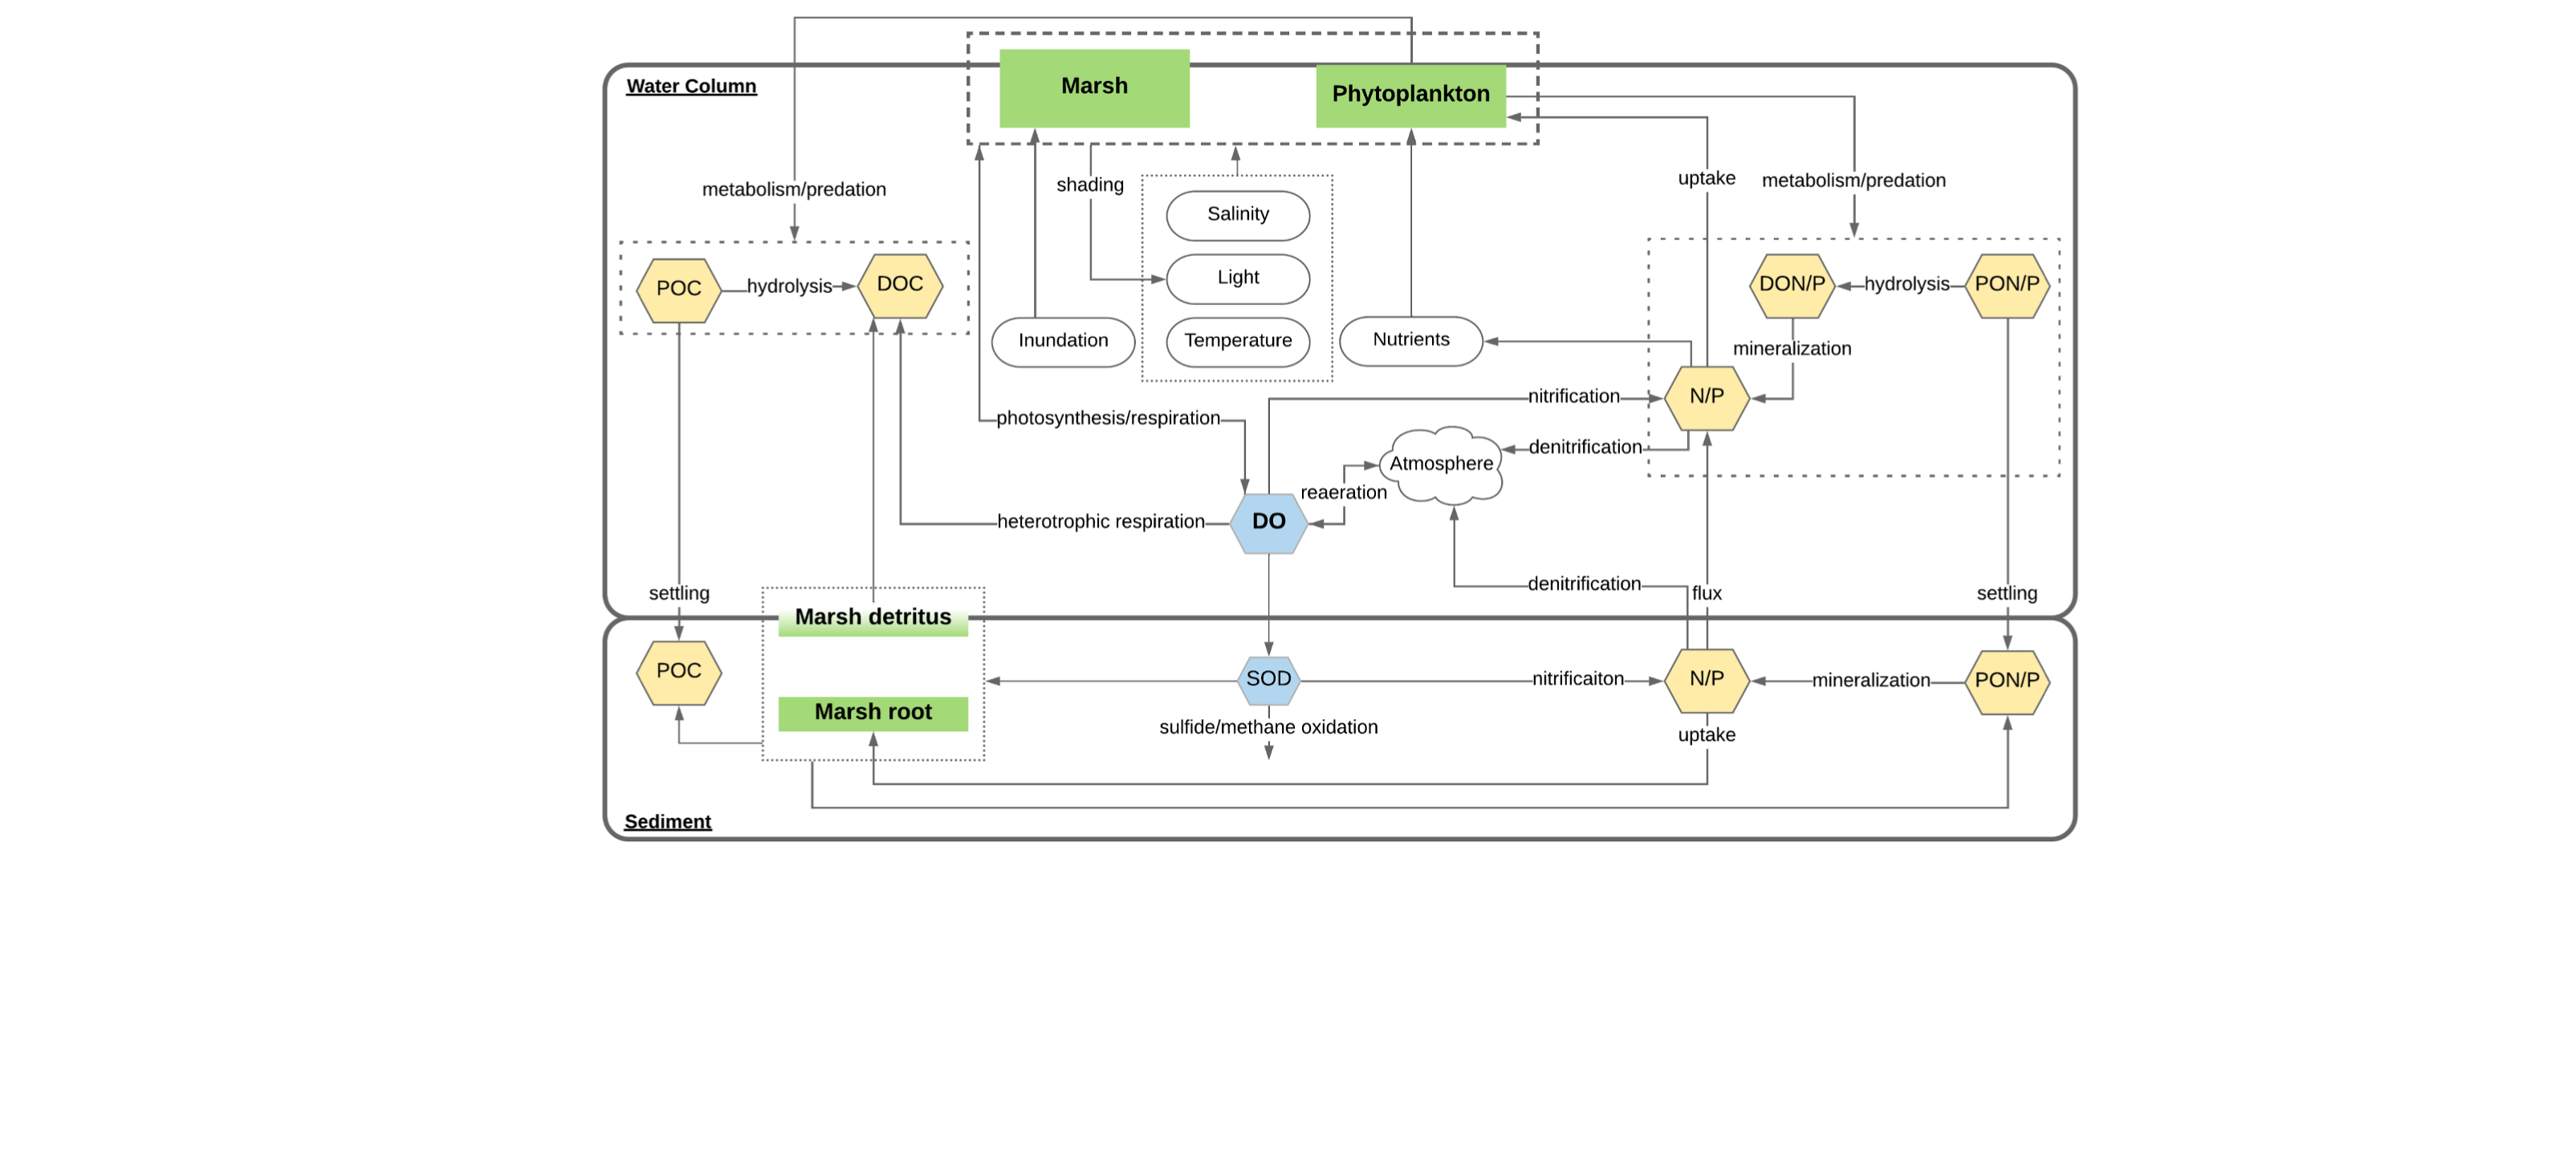 Water Column
Marsh
Phytoplankton
metabolism/predation
shading
uptake
metabolism/predation
Salinity
POC
hydrolysis
DOC
Light
DON/P
hydrolysis
PON/P
Inundation
Temperature
Nutrients
mineralization
nitrification
N/P
photosynthesis/respiration
denitrification
Atmosphere
reaeration
heterotrophic respiration
DO
settling
denitrification
flux
settling
Marsh detritus
POC
SOD
nitrificaiton
N/P
mineralization
PON/P
Marsh root
sulfide/methane oxidation
uptake
Sediment